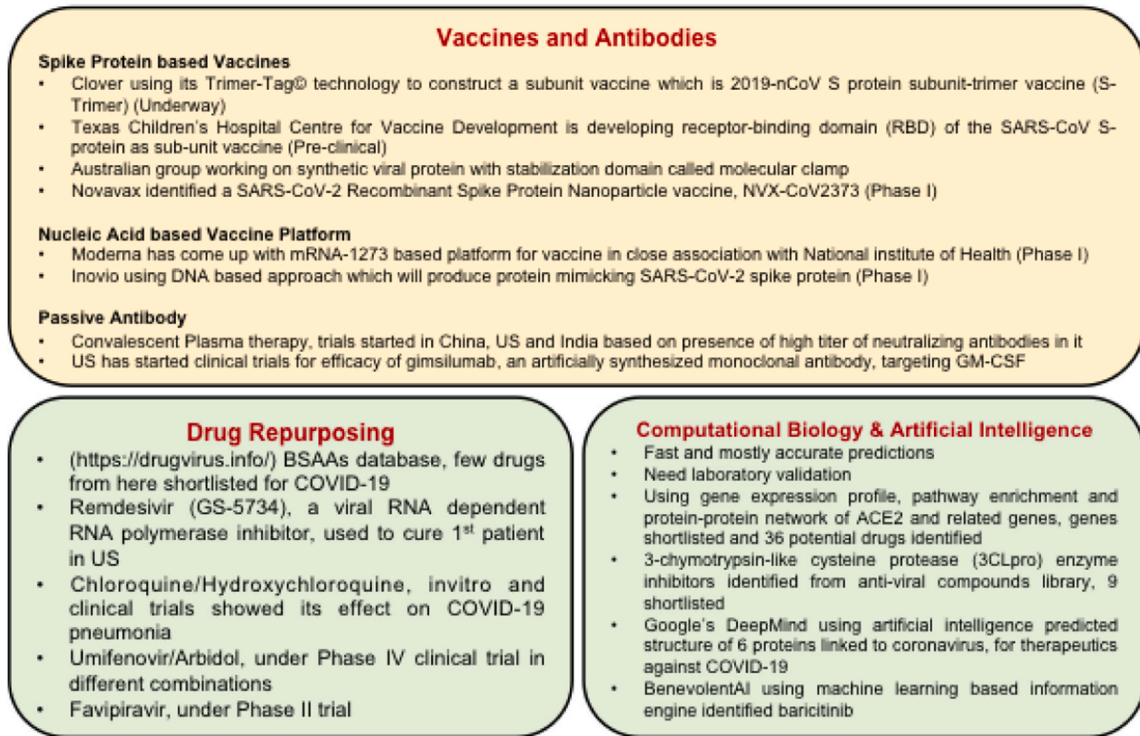 Vaccines and Antibodies
Spike Protein based Vaccines
• Clover using its Trimer-Tag© technology to construct a subunit vaccine which is 2019-nCoV S protein subunit-trimer vaccine (S-
Trimer) (Underway)
• Texas Children's Hospital Centre for Vaccine Development is developing receptor-binding domain (RBD) of the SARS-CoV S-
protein as sub-unit vaccine (Pre-clinical)
• Australian group working on synthetic viral protein with stabilization domain called molecular clamp
• Novavax identified a SARS-CoV-2 Recombinant Spike Protein Nanoparticle vaccine, NVX-CoV2373 (Phase I)
Nucleic Acid based Vaccine Platform
• Moderna has come up with mRNA-1273 based platform for vaccine in close association with National institute of Health (Phase I)
• Inovio using DNA based approach which will produce protein mimicking SARS-CoV-2 spike protein (Phase I)
Passive Antibody
• Convalescent Plasma therapy, trials started in China, US and India based on presence of high titer of neutralizing antibodies in it
• US has started clinical trials for efficacy of gimsilumab, an artificially synthesized monoclonal antibody, targeting GM-CSF
Drug Repurposing
• (https://drugvirus.info/) BSAAs database, few drugs
from here shortlisted for COVID-19
• Remdesivir (GS-5734), a viral RNA dependent
RNA polymerase inhibitor, used to cure 1st patient
in US
• Chloroquine/Hydroxychloroquine, invitro and
clinical trials showed its effect on COVID-19
pneumonia
• Umifenovir/Arbidol, under Phase IV clinical trial in
different combinations
• Favipiravir, under Phase II trial
Computational Biology & Artificial Intelligence
• Fast and mostly accurate predictions
• Need laboratory validation
• Using gene expression profile, pathway enrichment and
protein-protein network of ACE2 and related genes, genes
shortlisted and 36 potential drugs identified
• 3-chymotrypsin-like cysteine protease (3CLpro) enzyme
inhibitors identified from anti-viral compounds library, 9
shortlisted
• Google's DeepMind using artificial intelligence predicted
structure of 6 proteins linked to coronavirus, for therapeutics
against COVID-19
• BenevolentAI using machine learning based information
engine identified baricitinib